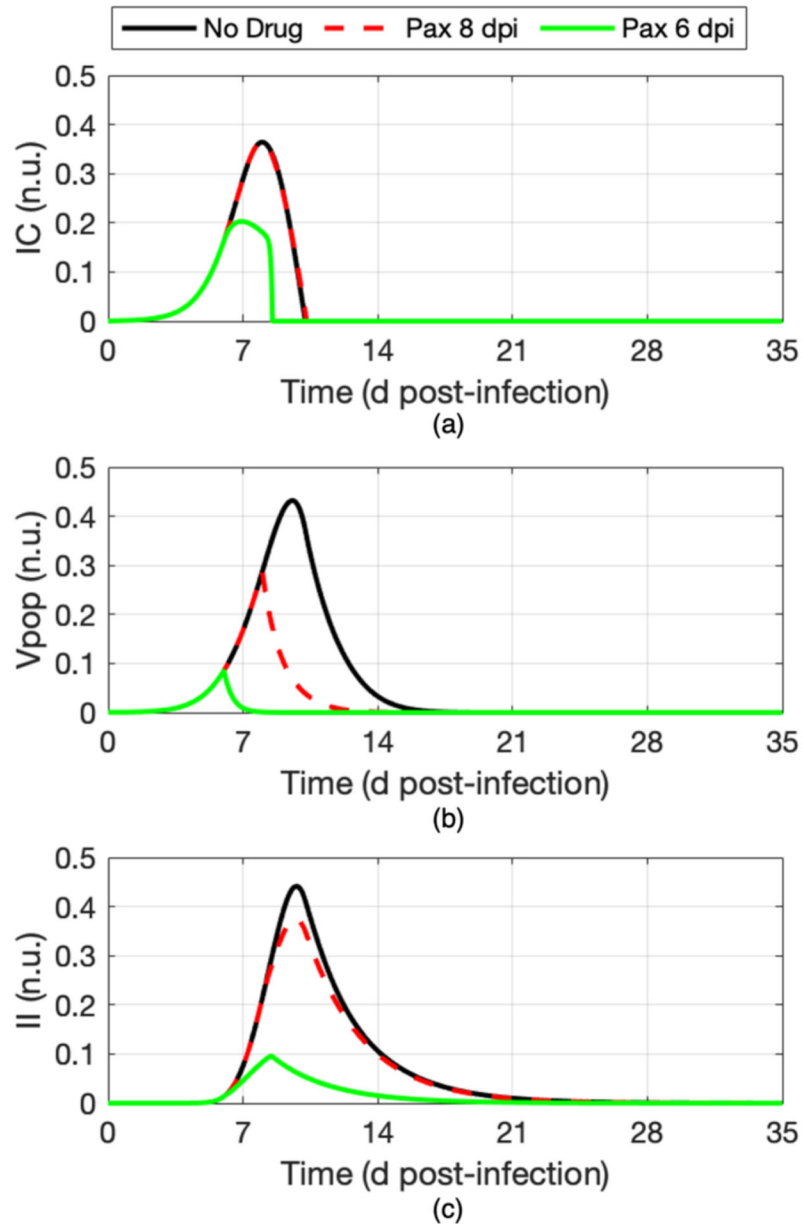 No Drug Pax 8 dpi Pax 6 dpi
0.5
0.4
0.3
0.2
0.1
0
IC (n.u.)
0 7 14 21 28 35
Time (d post-infection)
(a)
0.5
0.4
0.3
0.2
0.1
0
Vpop (n.u.)
0 7 14 21 28 35
Time (d post-infection)
(b)
0.5
0.4
0.3
0.2
0.1
0
II (n.u.)
0 7 14 21 28 35
Time (d post-infection)
(c)